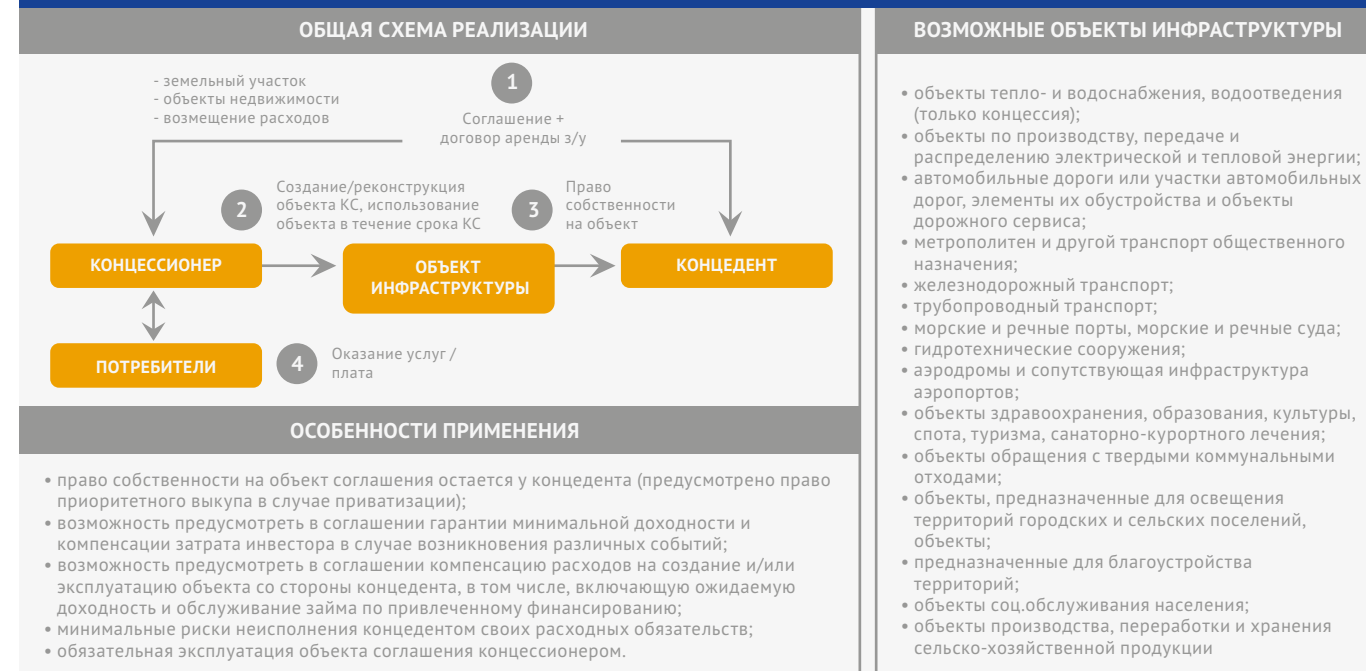 ОБЩАЯ СХЕМА РЕАЛИЗАЦИИ
- земельный участок
- объекты недвижимости
- возмещение расходов
1
Соглашение +
договор аренды з/у
2
Создание/реконструкция
объекта КС, использование
объекта в течение срока КС
3
Право
собственности
на объект
КОНЦЕССИОНЕР
ОБЪЕКТ
ИНФРАСТРУКТУРЫ
КОНЦЕДЕНТ
ПОТРЕБИТЕЛИ
4
Оказание услуг /
плата
ОСОБЕННОСТИ ПРИМЕНЕНИЯ
• право собственности на объект соглашения остается у концедента (предусмотрено право
приоритетного выкупа в случае приватизации);
• возможность предусмотреть в соглашении гарантии минимальной доходности и
компенсации затрата инвестора в случае возникновения различных событий;
• возможность предусмотреть в соглашении компенсацию расходов на создание и/или
эксплуатацию объекта со стороны концедента, в том числе, включающую ожидаемую
доходность и обслуживание займа по привлеченному финансированию;
• минимальные риски неисполнения концедентом своих расходных обязательств;
• обязательная эксплуатация объекта соглашения концессионером.
ВОЗМОЖНЫЕ ОБЪЕКТЫ ИНФРАСТРУКТУРЫ
• объекты тепло- и водоснабжения, водоотведения
(только концессия);
• объекты по производству, передаче и
распределению электрической и тепловой энергии;
• автомобильные дороги или участки автомобильных
дорог, элементы их обустройства и объекты
дорожного сервиса;
• метрополитен и другой транспорт общественного
назначения;
• железнодорожный транспорт;
• трубопроводный транспорт;
• морские и речные порты, морские и речные суда;
• гидротехнические сооружения;
• аэродромы и сопутствующая инфраструктура
аэропортов;
• объекты здравоохранения, образования, культуры,
спота, туризма, санаторно-курортного лечения;
• объекты обращения с твердыми коммунальными
отходами;
• объекты, предназначенные для освещения
территорий городских и сельских поселений,
объекты;
• предназначенные для благоустройства
территорий;
• объекты соц.обслуживания населения;
• объекты производства, переработки и хранения
сельско-хозяйственной продукции